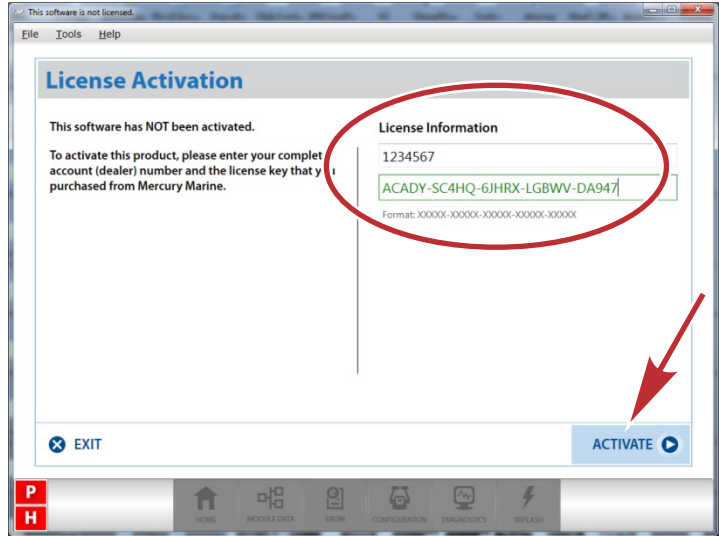 This software is not licensed.
File Tools Help
License Activation
This software has NOT been activated.
To activate this product, please enter your complet
account (dealer) number and the license key that y u
purchased from Mercury Marine.
License Information
1234567
ACADY-SC4HQ-6JHRX-LGBWV-DA947
Format: XXXXX-XXXXX-XXXXX-XXXXX-XXXXX
EXIT
ACTIVATE
P
H
HOME MODULE DATA EBOM CONFIGURATION DIAGNOSTICS REFLASH